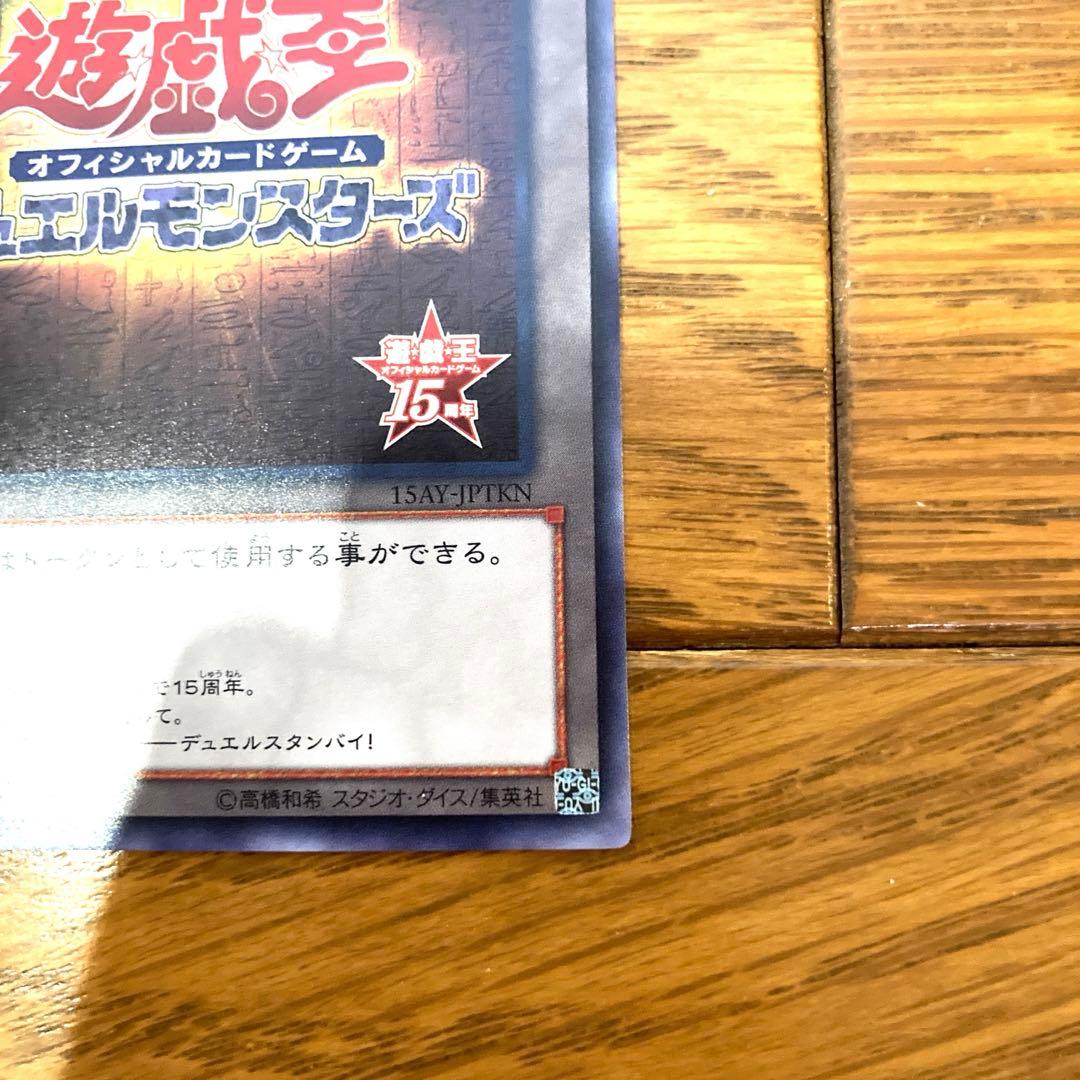 遊戯王
オフィシャルカードゲーム
ュエルモンスターズ
遊・戯・王
オフィシャルカードゲーム
15周年
15AY-JPTKN
はトークンとして使用する事ができる。
で15周年。
て。
――デュエルスタンバイ!
©高橋和希 スタジオ・ダイス/集英社